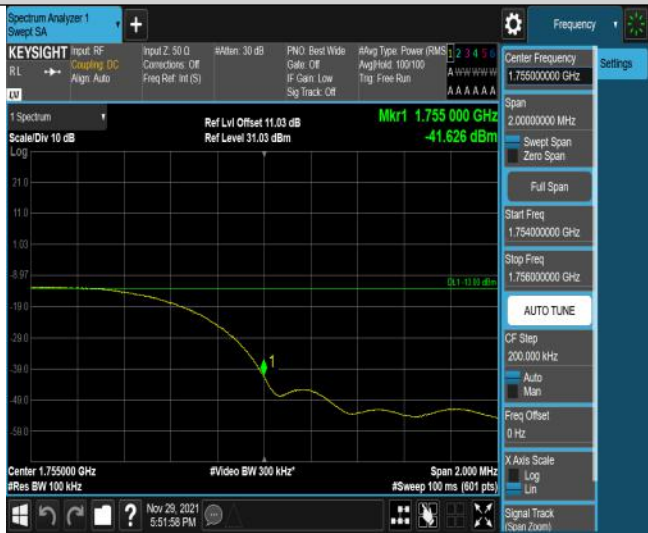 Spectrum Analyzer 1
Swept SA
Frequency
KEYSIGHT
RL
Input: RF
Coupling: DC
Align: Auto
Input Z: 50 Ω
Corrections: Off
Freq Ref: Int (S)
#Atten: 30 dB
PNO: Best Wide
Gate: Off
IF Gain: Low
Sig Track: Off
#Avg Type: Power (RMS
Avg|Hold: 100/100
Trig: Free Run
1 2 3 4 5 6
A W W W W W
A A A A A A
1 Spectrum
Scale/Div 10 dB
Log
Ref Lvl Offset 11.03 dB
Ref Level 31.03 dBm
Mkr1 1.755 000 GHz
-41.626 dBm
21.0
11.0
1.03
-8.97
DL1 -13.00 dBm
-19.0
-29.0
-39.0
-49.0
-59.0
1
Center 1.755000 GHz
#Res BW 100 kHz
#Video BW 300 kHz*
Span 2.000 MHz
#Sweep 100 ms (601 pts)
Nov 29, 2021
5:51:58 PM
Center Frequency
1.755000000 GHz
Settings
Span
2.00000000 MHz
Swept Span
Zero Span
Full Span
Start Freq
1.754000000 GHz
Stop Freq
1.756000000 GHz
AUTO TUNE
CF Step
200.000 kHz
Auto
Man
Freq Offset
0 Hz
X Axis Scale
Log
Lin
Signal Track
(Span Zoom)